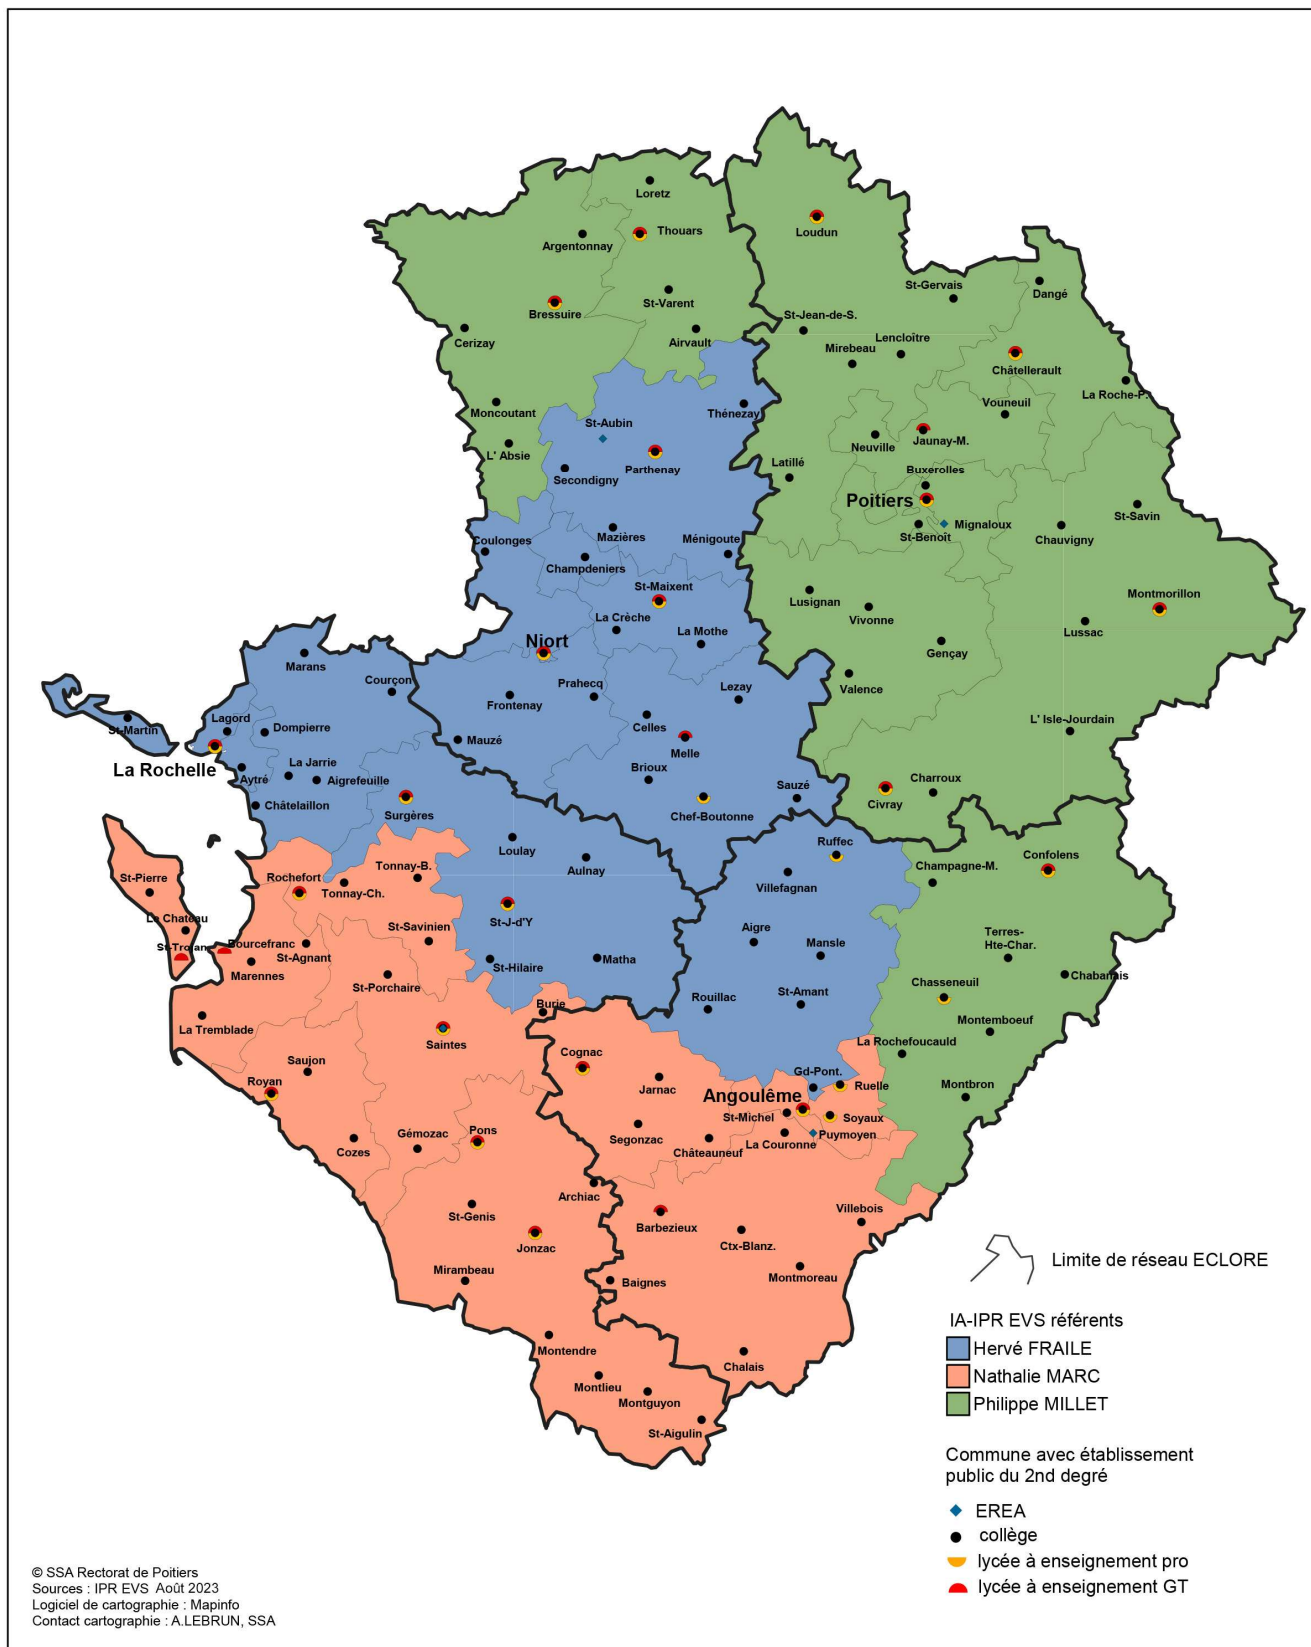 Loretz
Loudun
Thouars
Argentonnay
St-Gervais
Dangé
St-Varent
Bressuire
St-Jean-de-S.
Cerizay
Airvault
Mirebeau
Lencloître
Châtellerault
La Roche-P.
Moncoutant
Thénezay
Vouneuil
St-Aubin
L' Absie
Parthenay
Neuville
Jaunay-M.
Secondigny
Latillé
Buxerolles
Poitiers
St-Savin
Mignaloux
St-Benoît
Chauvigny
Mazières
Ménigoute
Coulonges
Champdeniers
St-Maixent
Lusignan
Montmorillon
Vivonne
La Crèche
La Mothe
Lussac
Niort
Gençay
Marans
Courçon
Prahecq
Lezay
Valence
Frontenay
St-Martin
Lagord
Dompierre
Celles
L' Isle-Jourdain
Mauzé
Melle
La Rochelle
Aytré
La Jarrie
Aigrefeuille
Brioux
Charroux
Civray
Sauzé
Châtelaillon
Surgères
Chef-Boutonne
Loulay
Ruffec
Aulnay
Champagne-M.
Confolens
Villefagnan
St-Pierre
Rochefort
Tonnay-B.
Tonnay-Ch.
Le Chateau
St-J-d'Y
St-Savinien
Aigre
Mansle
Terres-
Hte-Char.
St-Trojan
Bourcefranc
St-Agnant
Marennes
St-Hilaire
Matha
Chabanais
St-Porchaire
Chasseneuil
St-Amant
Rouillac
Burie
La Tremblade
Saintes
Montemboeuf
La Rochefoucauld
Cognac
Saujon
Gd-Pont.
Royan
Jarnac
Ruelle
Montbron
Angoulême
St-Michel
Soyaux
Pons
Segonzac
Puymoyen
La Couronne
Gémozac
Châteauneuf
Cozes
Archiac
St-Genis
Villebois
Barbezieux
Ctx-Blanz.
Jonzac
Mirambeau
Baignes
Montmoreau
Montendre
Chalais
Montlieu
Montguyon
St-Aigulin
Limite de réseau ECLORE
IA-IPR EVS référents
Hervé FRAILE
Nathalie MARC
Philippe MILLET
Commune avec établissement
public du 2nd degré
EREA
collège
lycée à enseignement pro
lycée à enseignement GT
© SSA Rectorat de Poitiers
Sources : IPR EVS Août 2023
Logiciel de cartographie : Mapinfo
Contact cartographie : A.LEBRUN, SSA